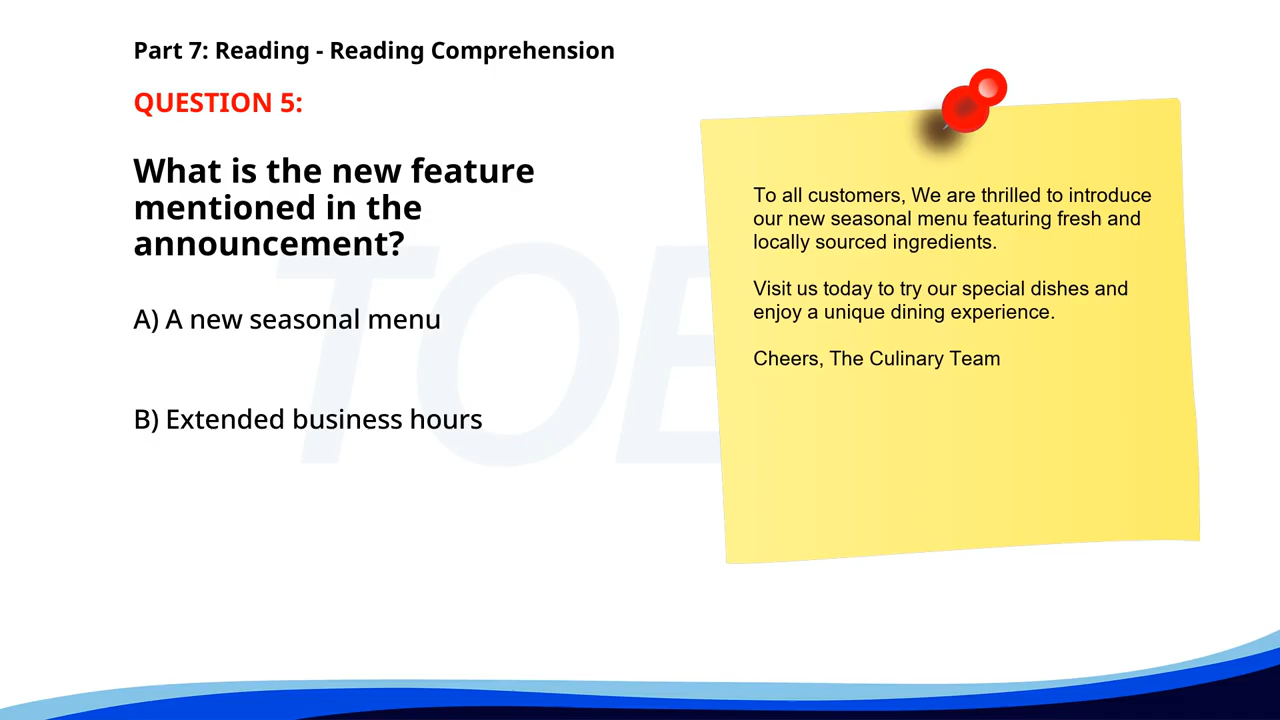 Part 7: Reading - Reading Comprehension
QUESTION 5:
What is the new feature
mentioned in the
announcement?
A) A new seasonal menu
B) Extended business hours
To all customers, We are thrilled to introduce
our new seasonal menu featuring fresh and
locally sourced ingredients.
Visit us today to try our special dishes and
enjoy a unique dining experience.
Cheers, The Culinary Team